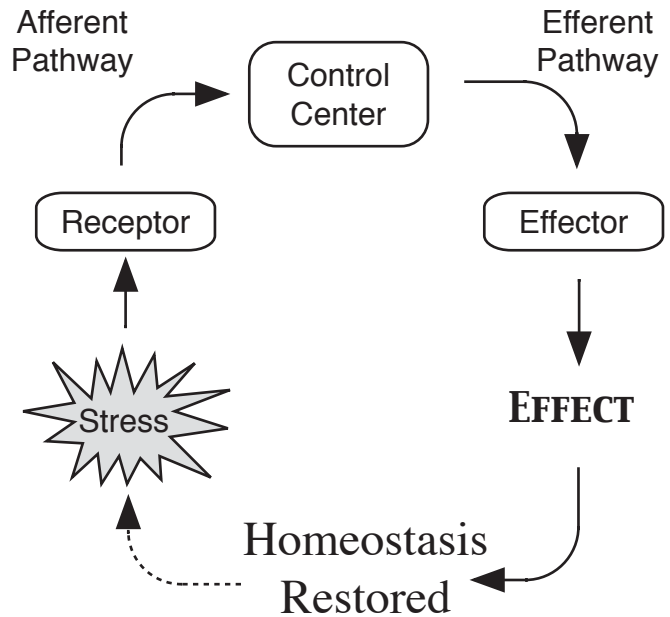 Afferent
Pathway
Efferent
Pathway
Control
Center
Receptor
Effector
Stress
EFFECT
Homeostasis
Restored